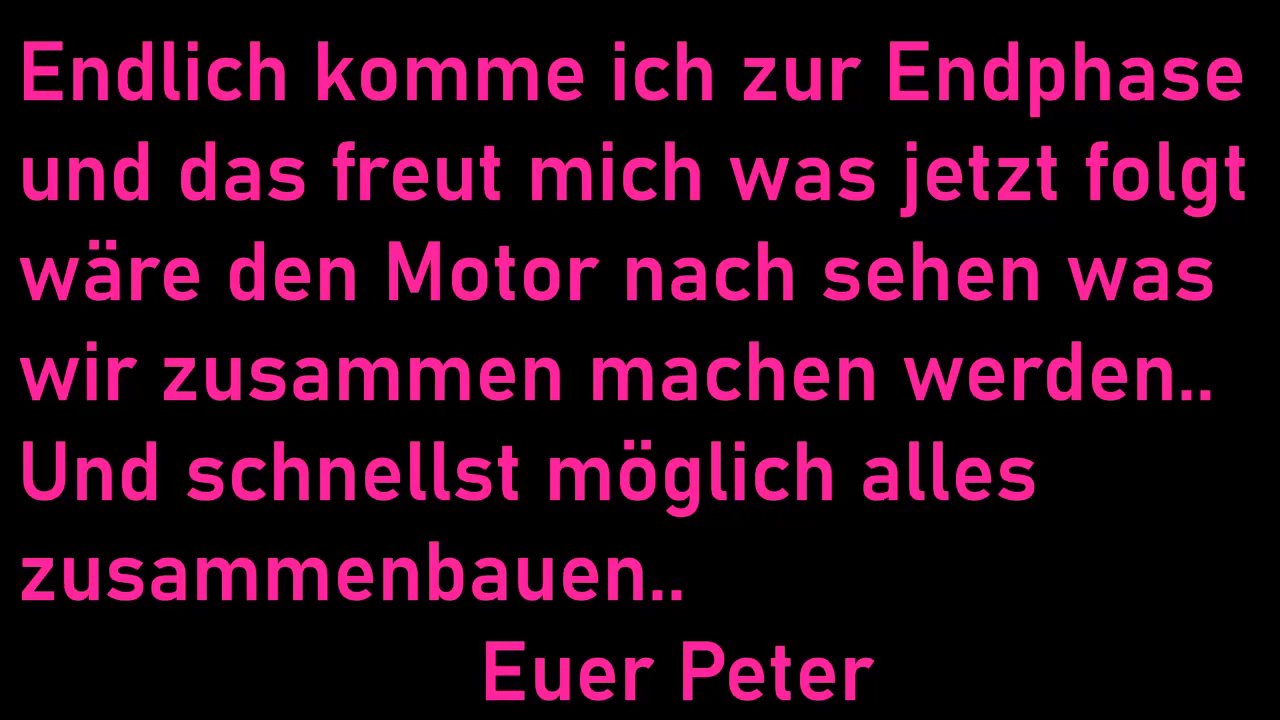 Endlich komme ich zur Endphase
und das freut mich was jetzt folgt
wäre den Motor nach sehen was
wir zusammen machen werden..
Und schnellst möglich alles
zusammenbauen..
Euer Peter